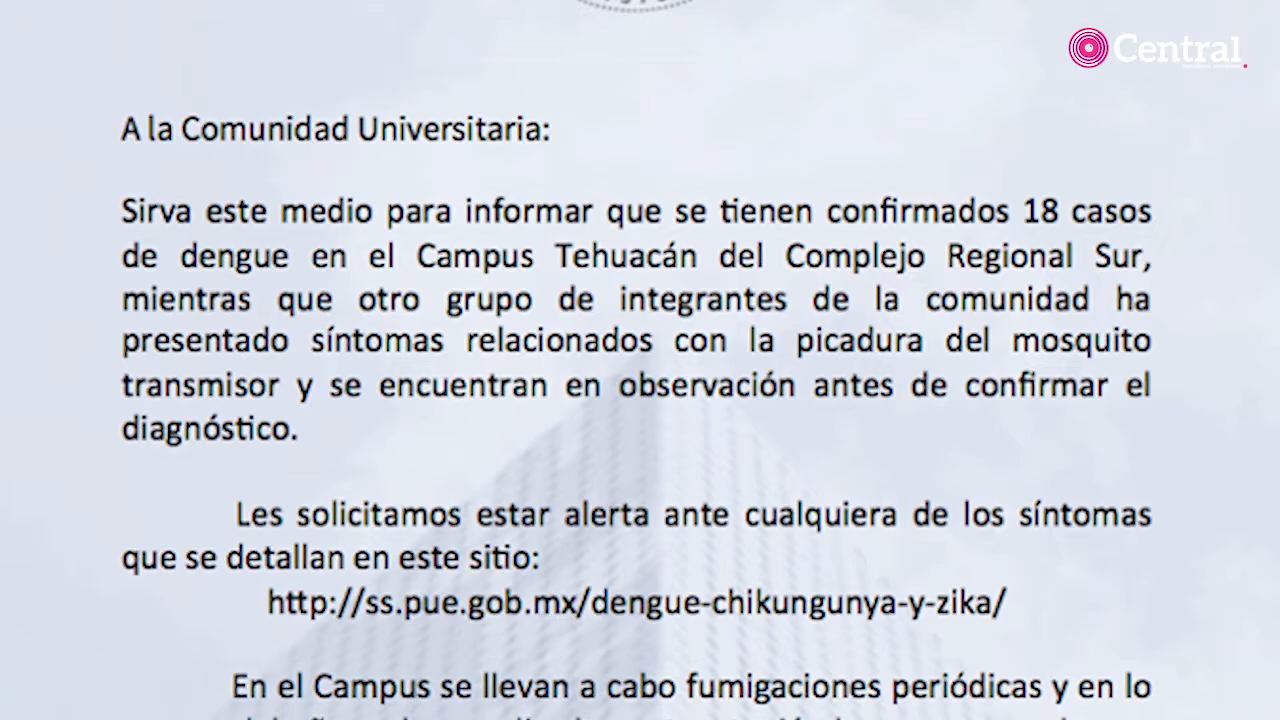 Central.
A la Comunidad Universitaria:
Sirva este medio para informar que se tienen confirmados 18 casos
de dengue en el Campus Tehuacán del Complejo Regional Sur,
mientras que otro grupo de integrantes de la comunidad ha
presentado síntomas relacionados con la picadura del mosquito
transmisor y se encuentran en observación antes de confirmar el
diagnóstico.
Les solicitamos estar alerta ante cualquiera de los síntomas
que se detallan en este sitio:
http://ss.pue.gob.mx/dengue-chikungunya-y-zika/
En el Campus se llevan a cabo fumigaciones periódicas y en lo